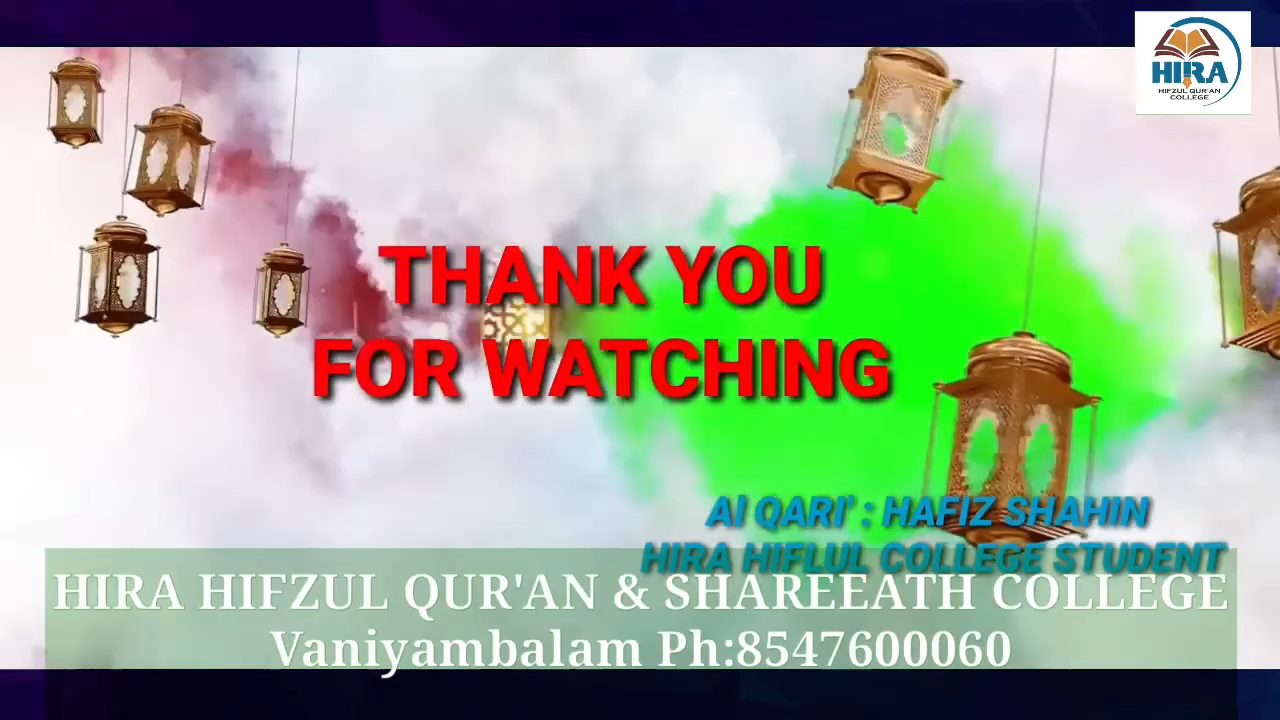 HIRA
HIFZUL QUR'AN
COLLEGE
THANK YOU
FOR WATCHING
Al QARI' : HAFIZ SHAHIN
HIRA HIFLUL COLLEGE STUDENT
HIRA HIFZUL QUR'AN & SHAREEATH COLLEGE
Vaniyambalam Ph:8547600060